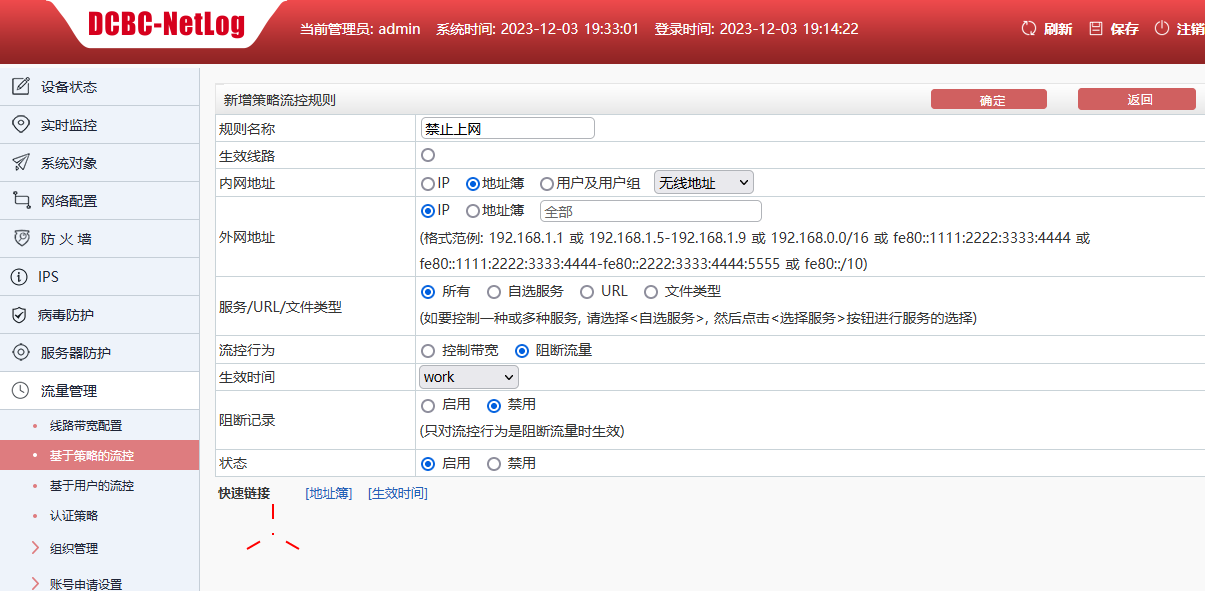 DCBC-NetLog
当前管理员: admin 系统时间: 2023-12-03 19:33:01 登录时间: 2023-12-03 19:14:22
刷新 保存 注销
设备状态
实时监控
系统对象
网络配置
防 火 墙
IPS
病毒防护
服务器防护
流量管理
线路带宽配置
基于策略的流控
基于用户的流控
认证策略
组织管理
账号申请设置
新增策略流控规则 确定 返回
规则名称 禁止上网
生效线路
内网地址 IP 地址簿 用户及用户组 无线地址
外网地址 IP 地址簿 全部
(格式范例: 192.168.1.1 或 192.168.1.5-192.168.1.9 或 192.168.0.0/16 或 fe80::1111:2222:3333:4444 或
fe80::1111:2222:3333:4444-fe80::2222:3333:4444:5555 或 fe80::/10)
服务/URL/文件类型 所有 自选服务 URL 文件类型
(如要控制一种或多种服务, 请选择<自选服务>, 然后点击<选择服务>按钮进行服务的选择)
流控行为 控制带宽 阻断流量
生效时间 work
阻断记录 启用 禁用
(只对流控行为是阻断流量时生效)
状态 启用 禁用
快速链接 [地址簿] [生效时间]